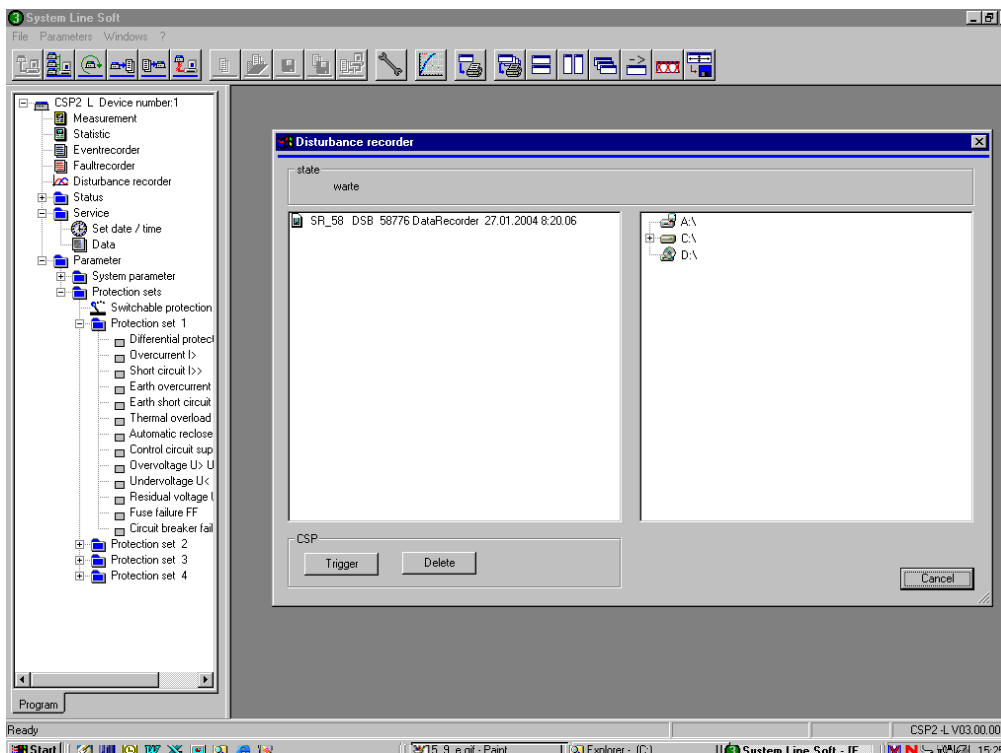 System Line Soft
File Parameters Windows ?
CSP2 L Device number:1
Measurement
Statistic
Eventrecorder
Faultrecorder
Disturbance recorder
Status
Service
Set date / time
Data
Parameter
System parameter
Protection sets
Switchable protection
Protection set 1
Differential protect
Overcurrent I>
Short circuit I>>
Earth overcurrent
Earth short circuit
Thermal overload
Automatic reclose
Control circuit sup
Overvoltage U> U
Undervoltage U<
Residual voltage U
Fuse failure FF
Circuit breaker fail
Protection set 2
Protection set 3
Protection set 4
Program
Disturbance recorder
state
warte
SR_58 DSB 58776 DataRecorder 27.01.2004 8:20.06
A:\
C:\
D:\
CSP
Trigger Delete
Cancel
Ready CSP2 -L V03.00.00
Start 15_9_e.gif - Paint Explorer - (C:) System Line Soft - [F...